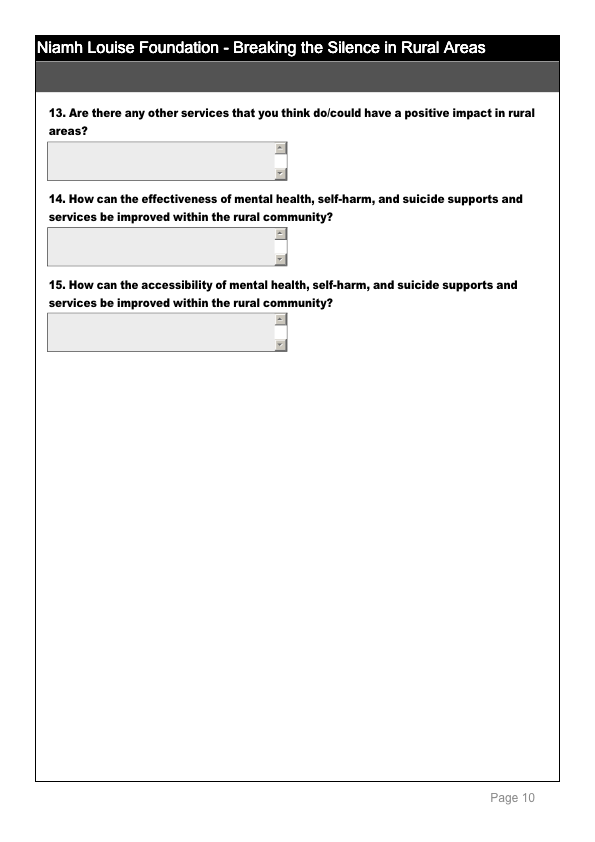 Niamh Louise Foundation - Breaking the Silence in Rural Areas
13. Are there any other services that you think do/could have a positive impact in rural
areas?
14. How can the effectiveness of mental health, self-harm, and suicide supports and
services be improved within the rural community?
15. How can the accessibility of mental health, self-harm, and suicide supports and
services be improved within the rural community?
Page 10